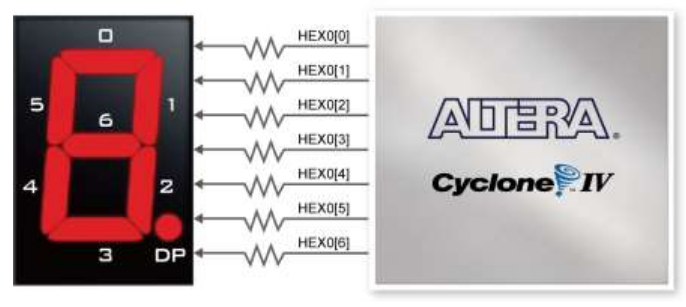 0
5
1
6
4
2
3
DP
HEX0[0]
HEX0[1]
HEX0[2]
HEX0[3]
HEX0[4]
HEX0[5]
HEX0[6]
ALTERA.
Cyclone IV